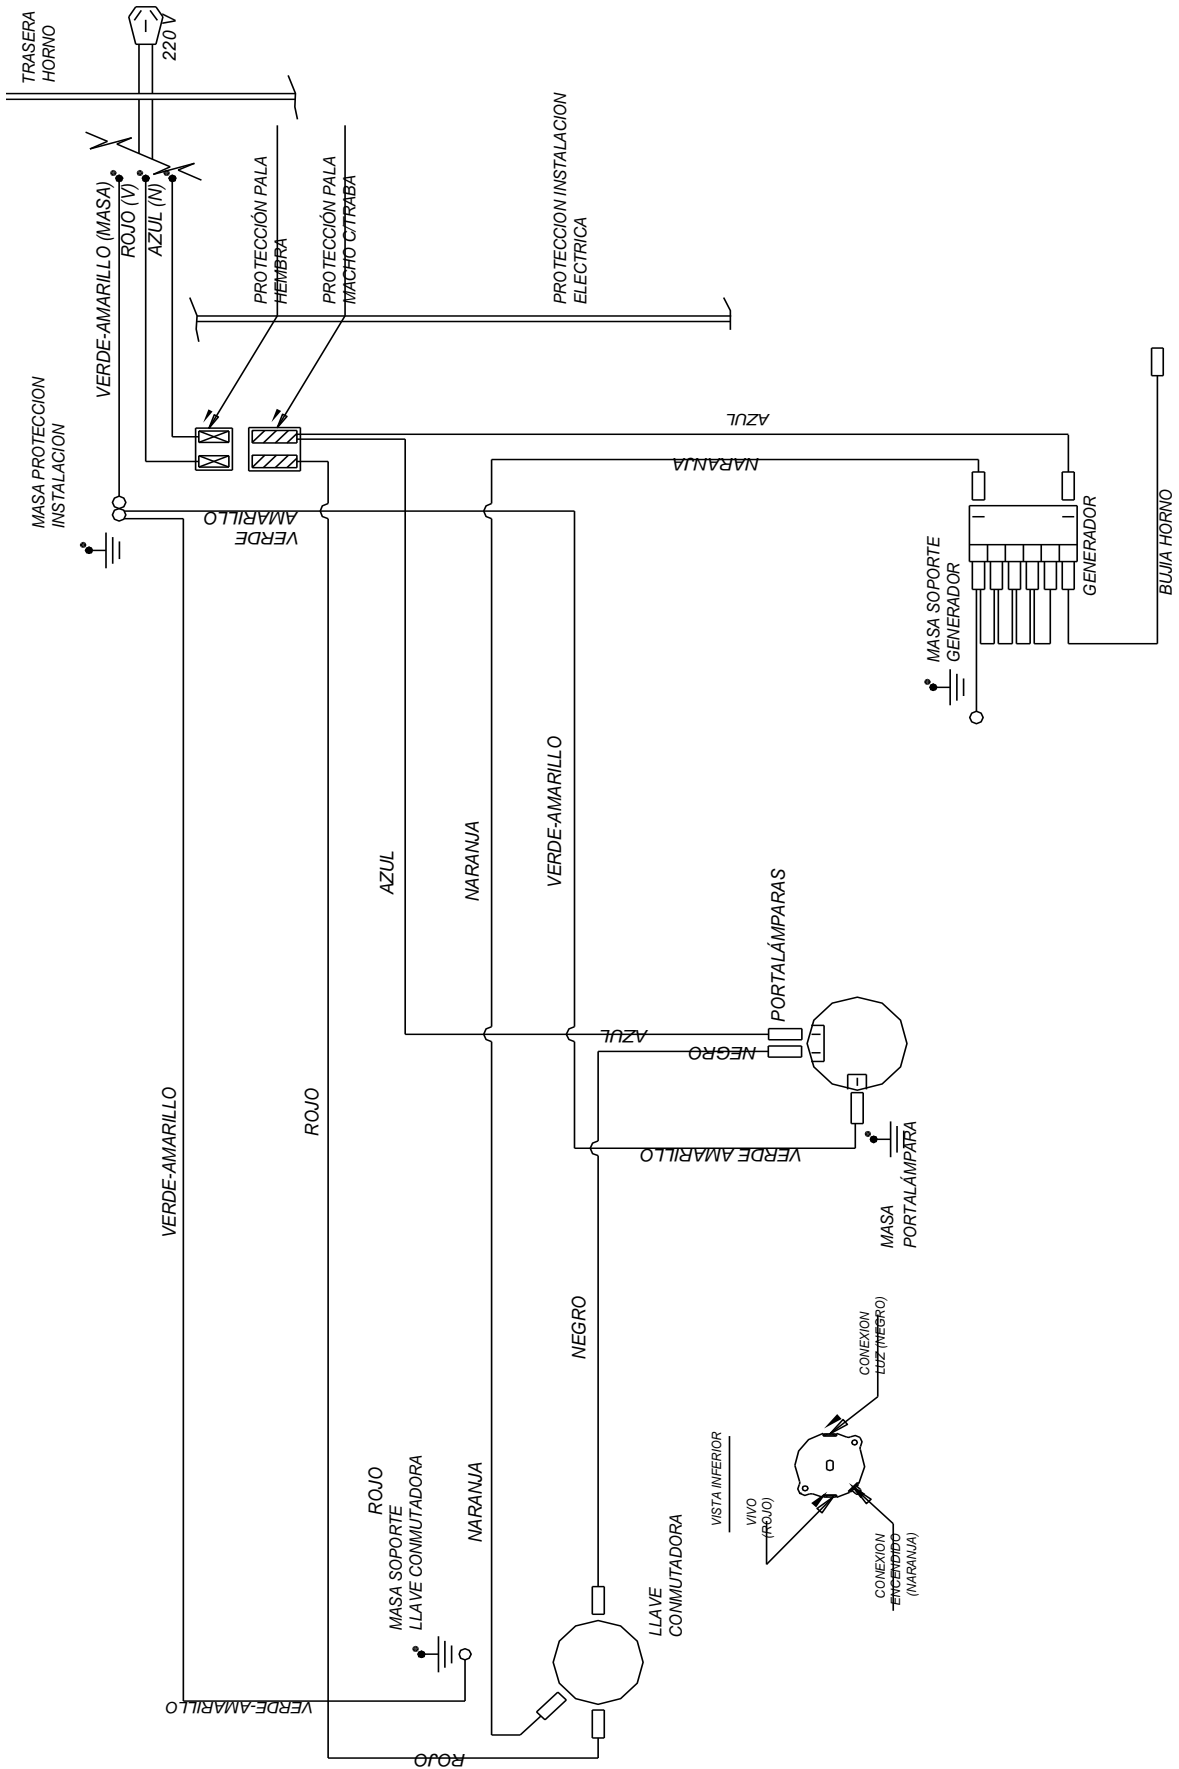 TRASERA
HORNO
220 V
VERDE-AMARILLO (MASA)
ROJO (V)
AZUL (N)
PROTECCIÓN PALA
HEMBRA
PROTECCIÓN PALA
MACHO C/TRABA
PROTECCION INSTALACION
ELECTRICA
MASA PROTECCION
INSTALACION
VERDE
AMARILLO
AZUL
NARANJA
MASA SOPORTE
GENERADOR
GENERADOR
BUJIA HORNO
AZUL
NARANJA
VERDE-AMARILLO
PORTALÁMPARAS
AZUL
NEGRO
VERDE AMARILLO
MASA
PORTALÁMPARA
VERDE-AMARILLO
ROJO
NEGRO
ROJO
MASA SOPORTE
LLAVE CONMUTADORA
NARANJA
LLAVE
CONMUTADORA
VISTA INFERIOR
VIVO
(ROJO)
CONEXION
LUZ (NEGRO)
CONEXION
ENCENDIDO
(NARANJA)
VERDE-AMARILLO
ROJO